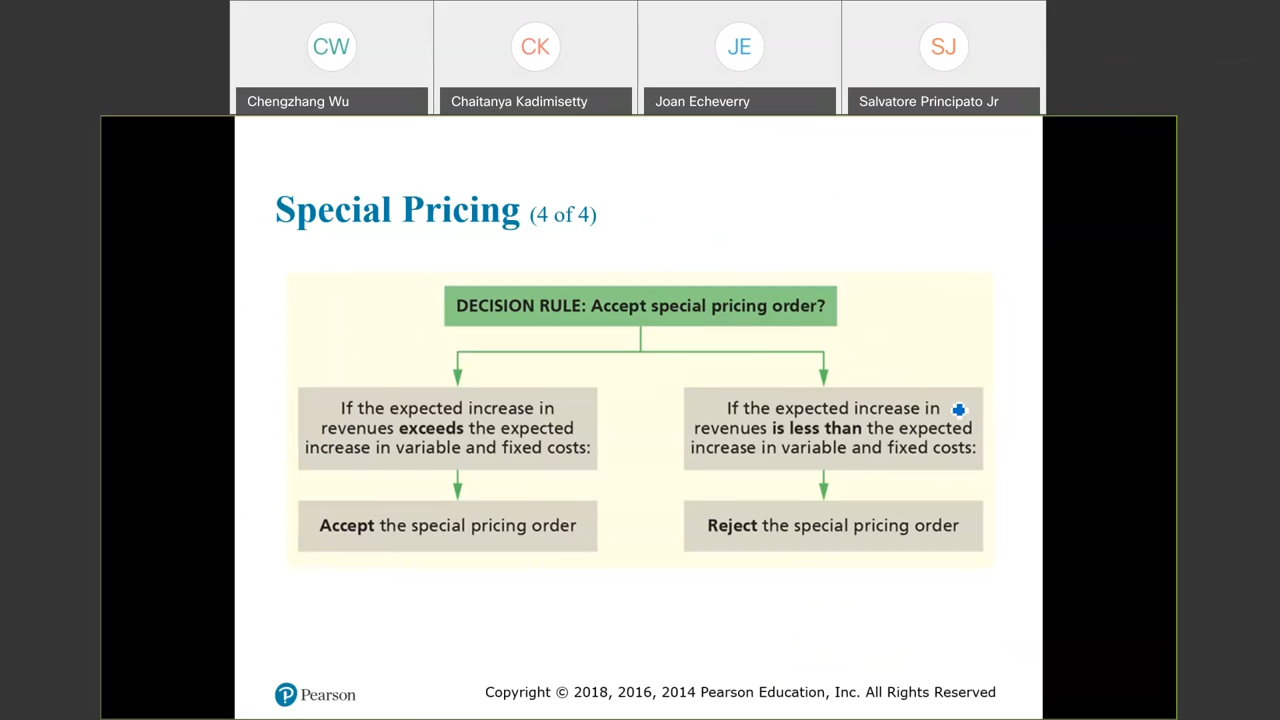 CW
CK
JE
SJ
Chengzhang Wu
Chaitanya Kadimisetty
Joan Echeverry
Salvatore Principato Jr
Special Pricing (4 of 4)
DECISION RULE: Accept special pricing order?
If the expected increase in
revenues exceeds the expected
increase in variable and fixed costs:
If the expected increase in
revenues is less than the expected
increase in variable and fixed costs:
Accept the special pricing order
Reject the special pricing order
P Pearson
Copyright © 2018, 2016, 2014 Pearson Education, Inc. All Rights Reserved